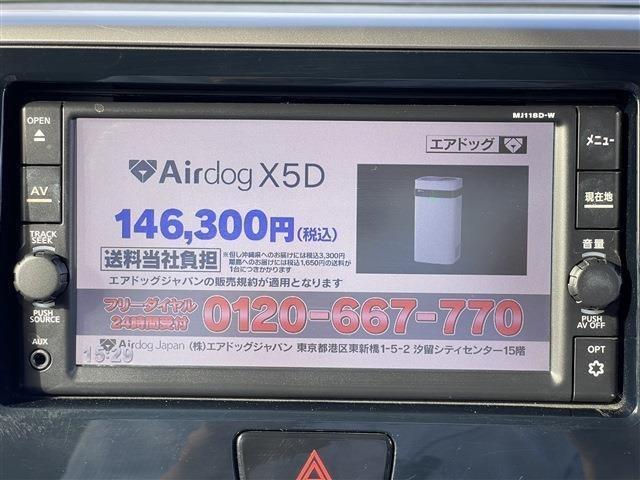 MJ118D-W
OPEN
AV
TRACK
SEEK
PUSH
SOURCE
AUX
エアドッグ
Airdog X5D
146,300円(税込)
送料当社負担
※但し沖縄県へのお届けには税込3,300円
離島へのお届けには税込1,650円の送料が
1台につきかかります
エアドッグジャパンの販売規約が適用となります
フリーダイヤル
24時間受付
0120-667-770
15:29
Airdog Japan (株)エアドッグジャパン 東京都港区東新橋1-5-2 汐留シティセンター15階
メニュー
現在地
音量
PUSH
AV OFF
OPT